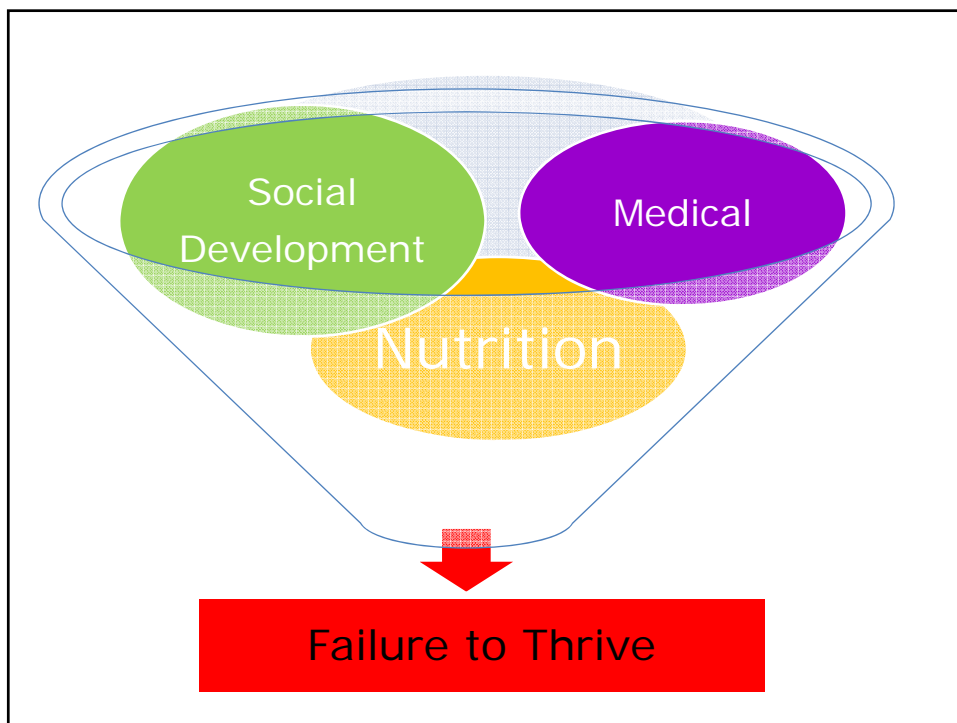 Social
Development
Medical
Nutrition
Failure to Thrive